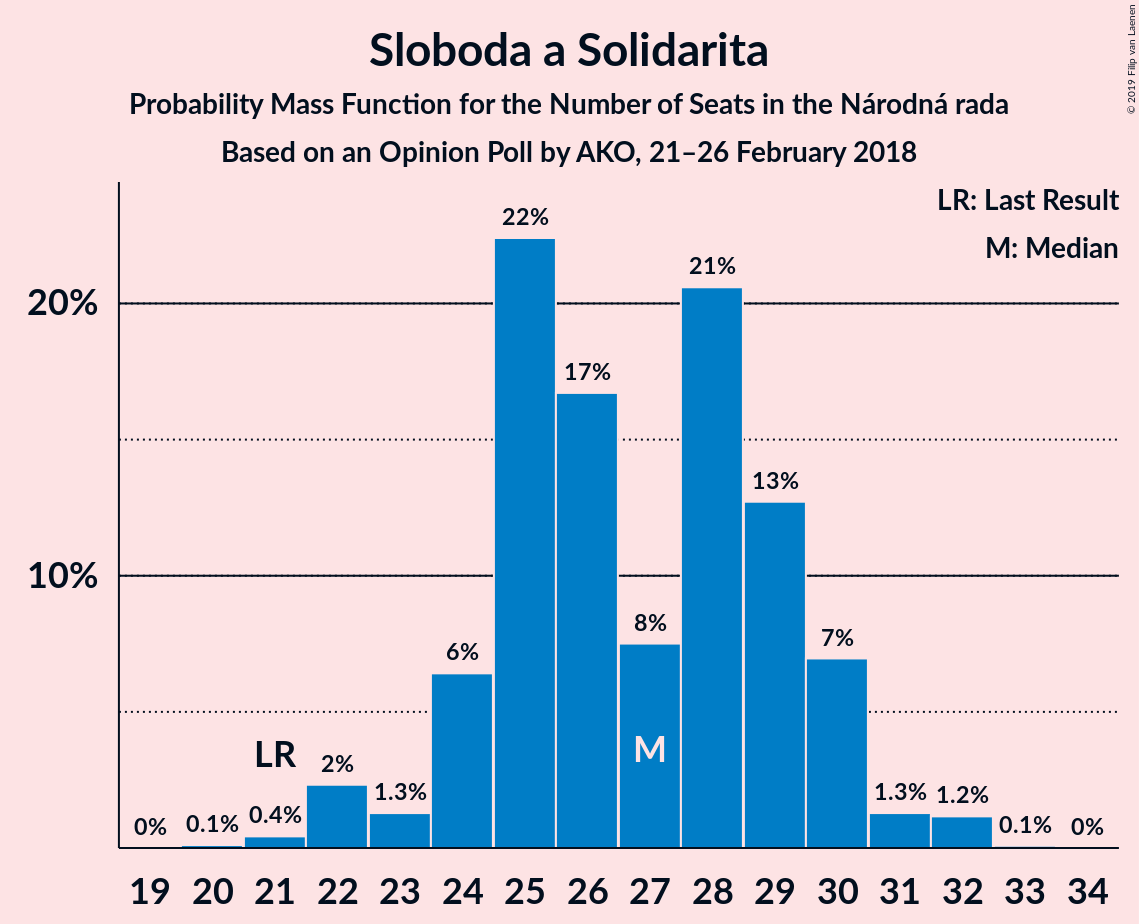 Sloboda a Solidarita
Probability Mass Function for the Number of Seats in the Národná rada
Based on an Opinion Poll by AKO, 21–26 February 2018
© 2019 Filip van Laenen
LR: Last Result
M: Median
20%
10%
0%
0.1%
0.4%
2%
1.3%
6%
22%
17%
8%
21%
13%
7%
1.3%
1.2%
0.1%
0%
LR
M
19 20 21 22 23 24 25 26 27 28 29 30 31 32 33 34